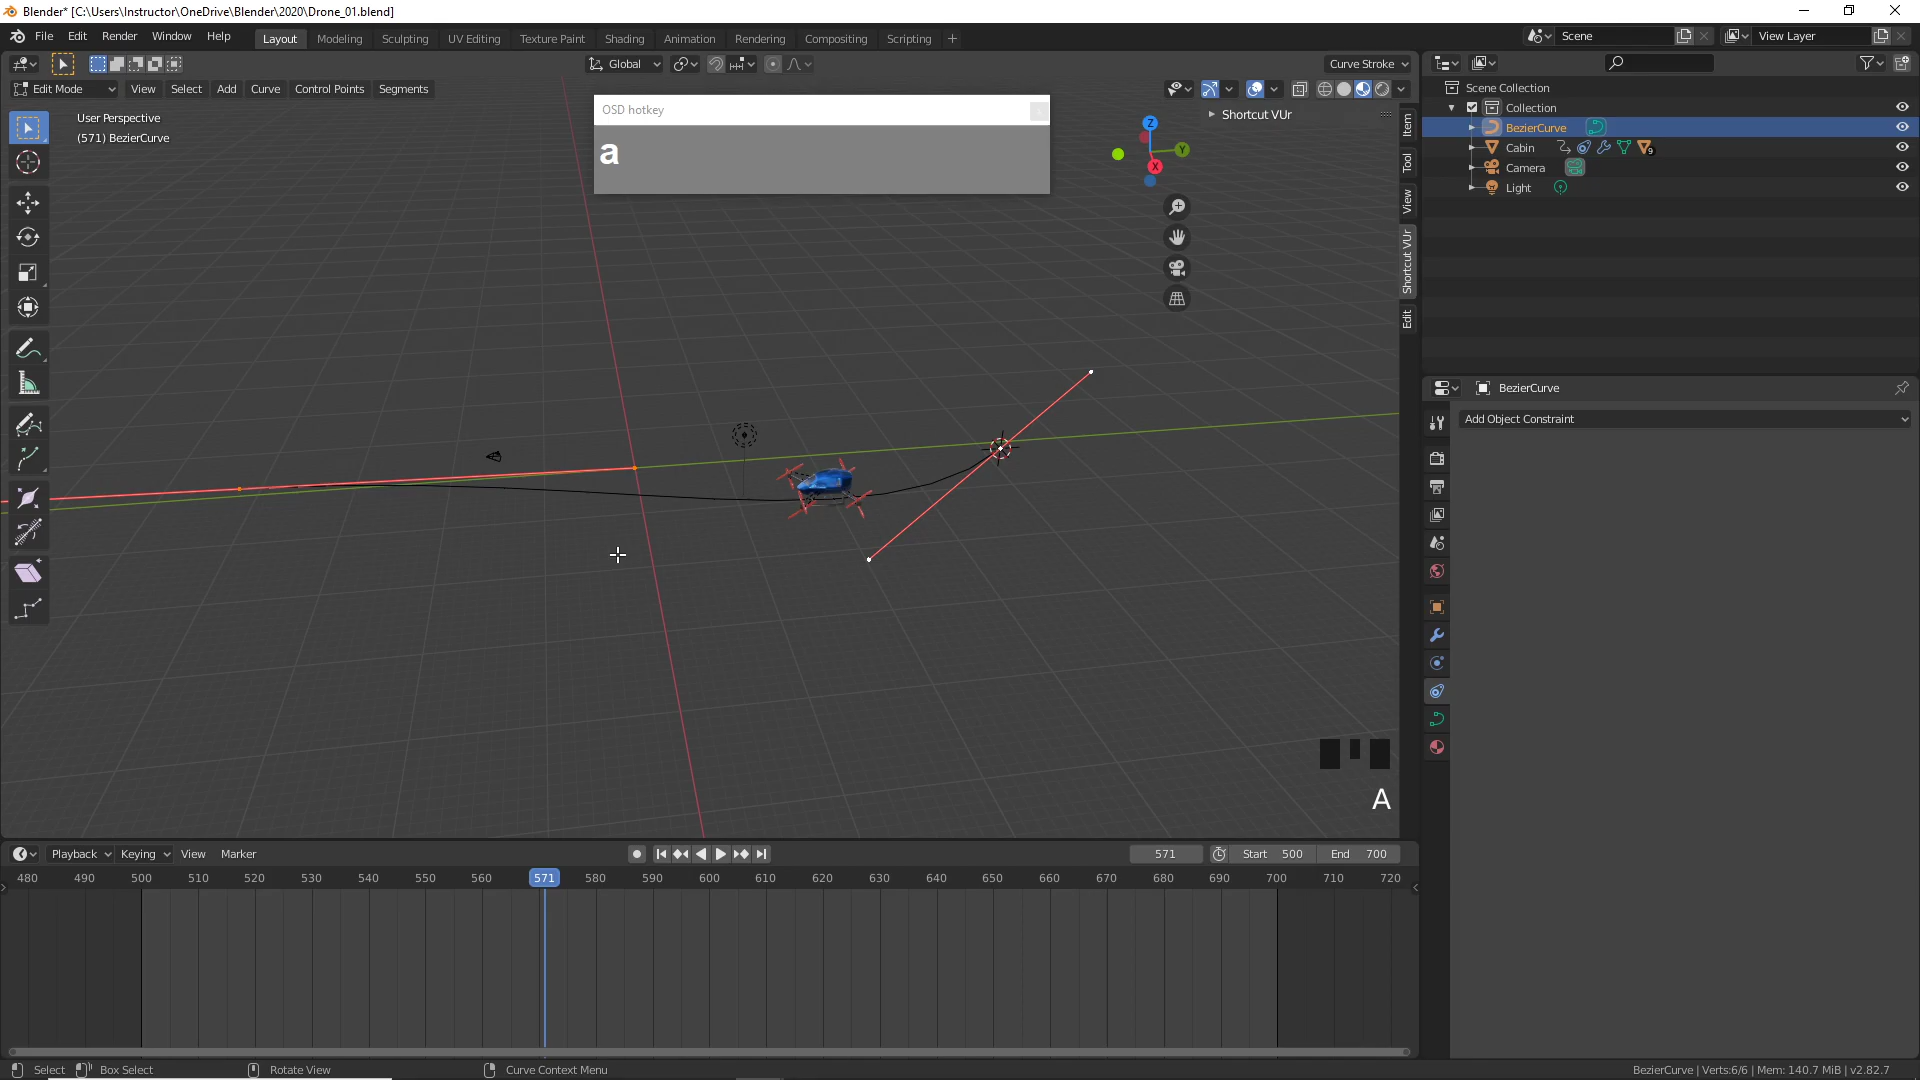 Blender* [C:\Users\Instructor\OneDrive\Blender\2020\Drone_01.blend]
File Edit Render Window Help Layout Modeling Sculpting UV Editing Texture Paint Shading Animation Rendering Compositing Scripting + Scene View Layer
Global Curve Stroke
Edit Mode View Select Add Curve Control Points Segments
User Perspective
(571) BezierCurve
OSD hotkey
a
Shortcut VUr
Z
Y
X
Item
Tool
View
Shortcut VUr
Edit
Scene Collection
Collection
BezierCurve
Cabin 9
Camera
Light
BezierCurve
Add Object Constraint
A
Playback Keying View Marker 571 Start 500 End 700
480 490 500 510 520 530 540 550 560 571 580 590 600 610 620 630 640 650 660 670 680 690 700 710 720
Select Box Select Rotate View Curve Context Menu BezierCurve | Verts:6/6 | Mem: 140.7 MiB | v2.82.7